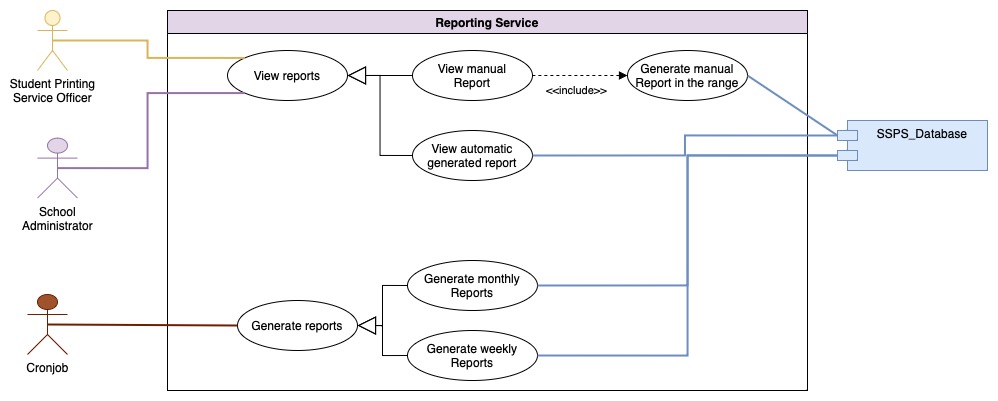 Reporting Service
Student Printing
Service Officer
View reports
View manual
Report
<<include>>
Generate manual
Report in the range
SSPS_Database
View automatic
generated report
School
Administrator
Generate monthly
Reports
Generate reports
Generate weekly
Reports
Cronjob